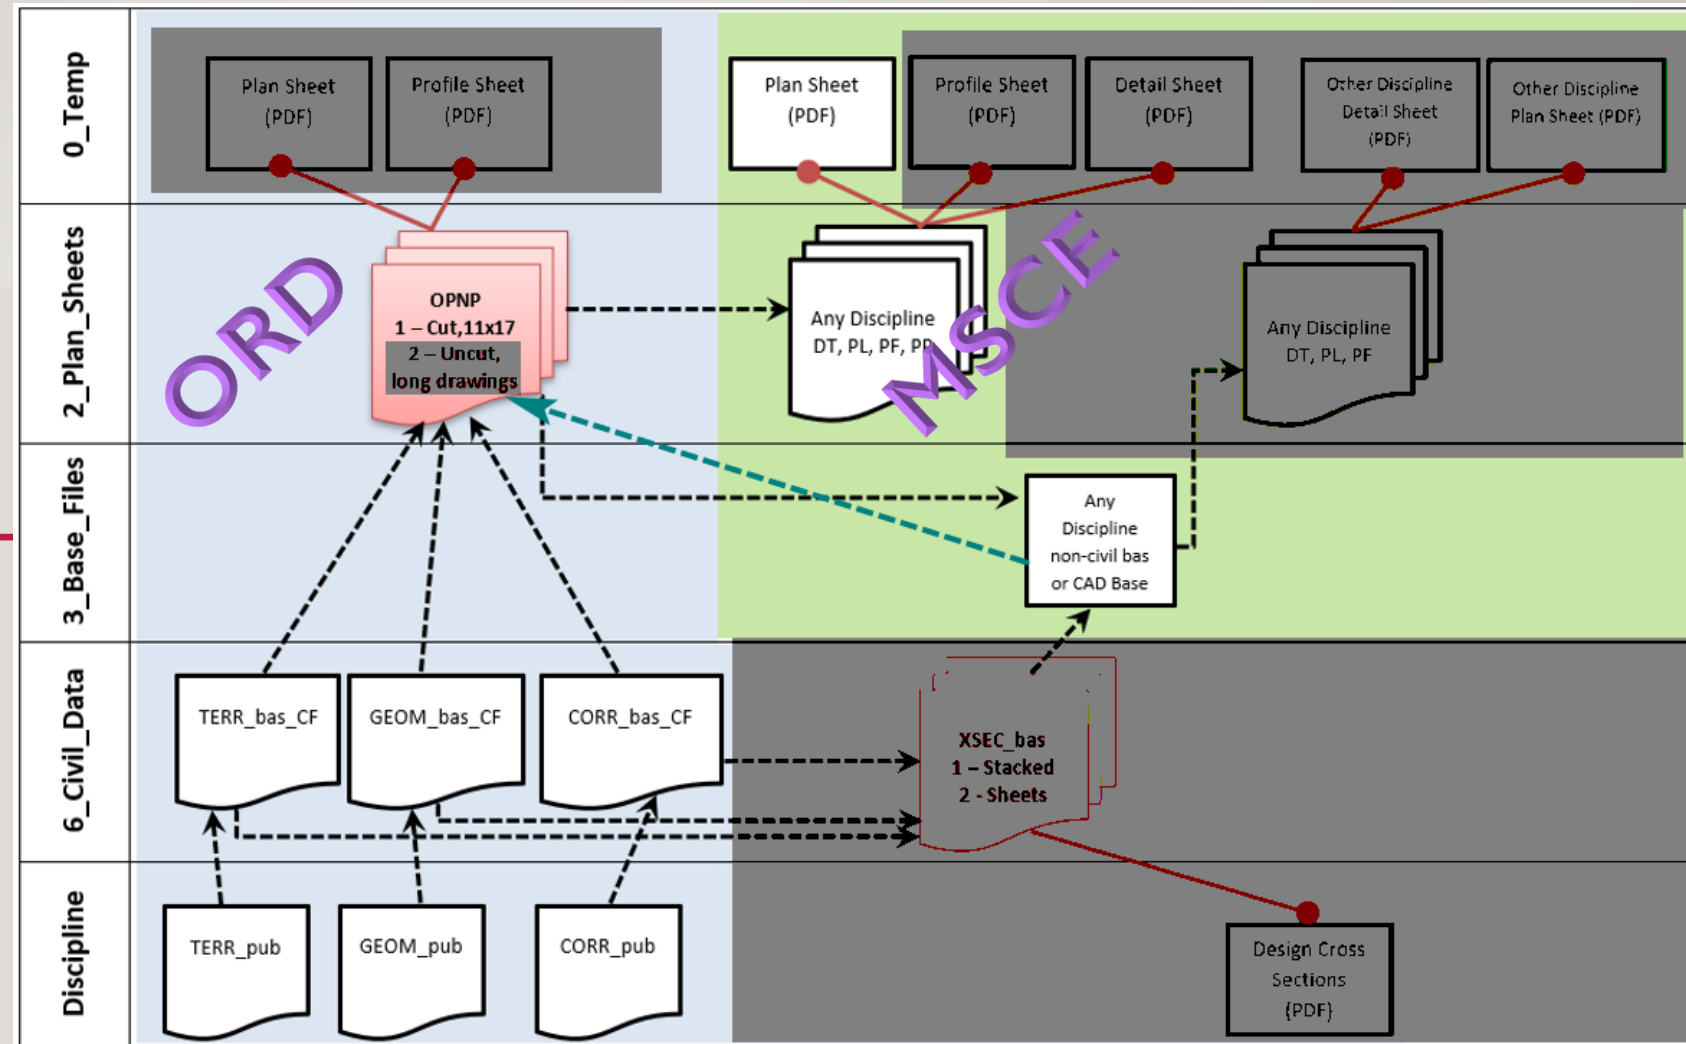 0_Temp
Plan Sheet
(PDF)
Profile Sheet
(PDF)
Plan Sheet
(PDF)
Profile Sheet
(PDF)
Detail Sheet
(PDF)
Other Discipline
Detail Sheet
(PDF)
Other Discipline
Plan Sheet (PDF)
2_Plan_Sheets
ORD
OPNP
1 – Cut,11x17
2 – Uncut,
long drawings
Any Discipline
DT, PL, PF, PP
MSCE
Any Discipline
DT, PL, PF
3_Base_Files
Any
Discipline
non-civil bas
or CAD Base
6_Civil_Data
TERR_bas_CF
GEOM_bas_CF
CORR_bas_CF
XSEC_bas
1 – Stacked
2 - Sheets
Discipline
TERR_pub
GEOM_pub
CORR_pub
Design Cross
Sections
(PDF)